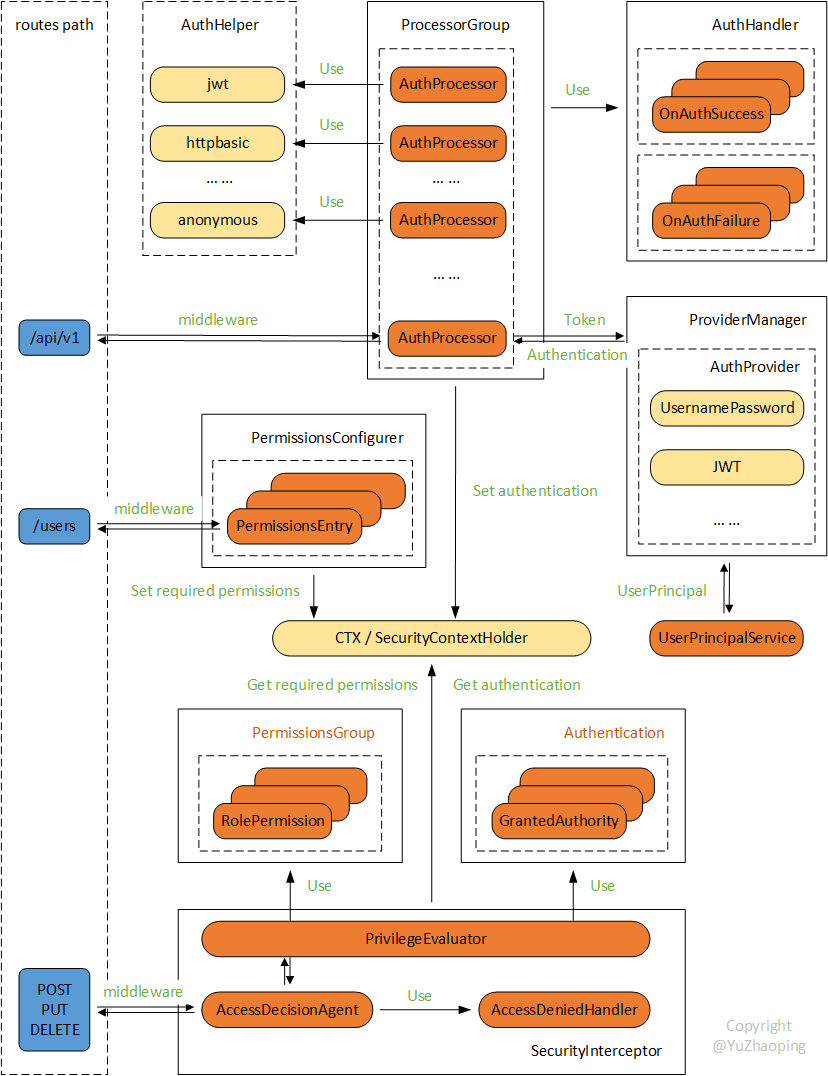 routes path
AuthHelper
ProcessorGroup
AuthHandler
jwt
Use
AuthProcessor
Use
OnAuthSuccess
httpbasic
Use
AuthProcessor
... ...
... ...
anonymous
Use
AuthProcessor
OnAuthFailure
... ...
/api/v1
middleware
AuthProcessor
Token
Authentication
ProviderManager
AuthProvider
UsernamePassword
JWT
... ...
PermissionsConfigurer
Set authentication
/users
middleware
PermissionsEntry
Set required permissions
UserPrincipal
CTX / SecurityContextHolder
UserPrincipalService
Get required permissions
Get authentication
PermissionsGroup
Authentication
RolePermission
GrantedAuthority
Use
Use
PrivilegeEvaluator
POST
PUT
DELETE
middleware
AccessDecisionAgent
Use
AccessDeniedHandler
SecurityInterceptor
Copyright
@YuZhaoping